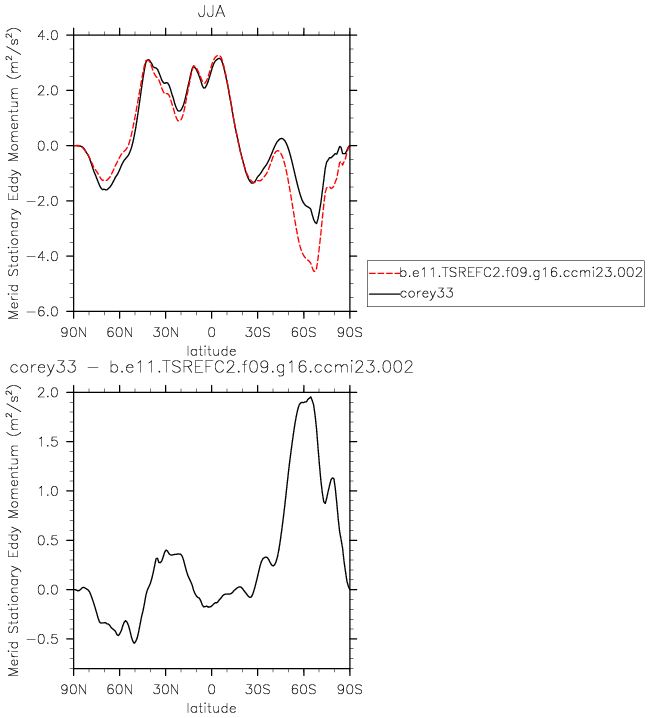 JJA
Merid Stationary Eddy Momentum (m²/s²)
4.0
2.0
0.0
−2.0
−4.0
−6.0
90N 60N 30N 0 30S 60S 90S
latitude
b.e11.TSREFC2.f09.g16.ccmi23.002
corey33
corey33 − b.e11.TSREFC2.f09.g16.ccmi23.002
Merid Stationary Eddy Momentum (m²/s²)
2.0
1.5
1.0
0.5
0.0
−0.5
90N 60N 30N 0 30S 60S 90S
latitude